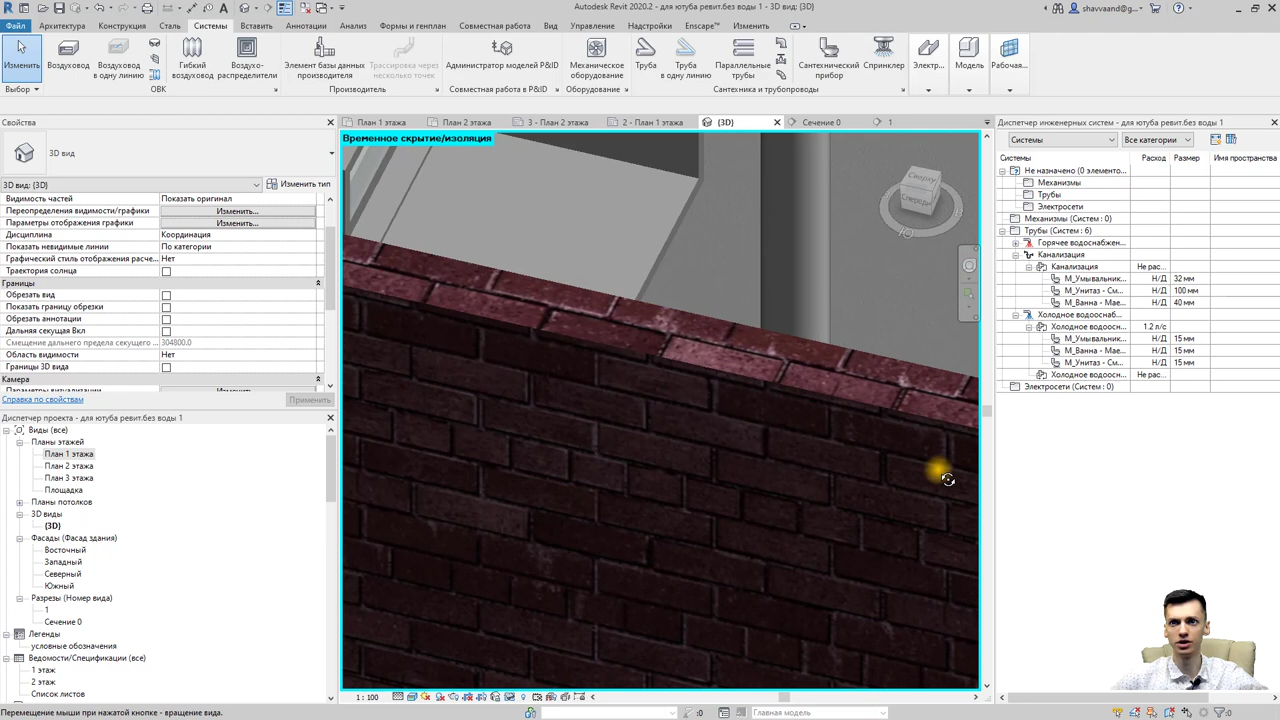 Autodesk Revit 2020.2 - для ютуба ревит.без воды 1 - 3D вид: {3D}
shavvaand@...
Файл Архитектура Конструкция Сталь Системы Вставить Аннотации Анализ Формы и генплан Совместная работа Вид Управление Надстройки Enscape™ Изменить
Изменить
Воздуховод
Воздуховод в одну линию
Гибкий воздуховод
Воздухо- распределители
Элемент базы данных производителя
Трассировка через несколько точек
Администратор моделей P&ID
Механическое оборудование
Труба
Труба в одну линию
Параллельные трубы
Сантехнический прибор
Спринклер
Электр...
Модель
Рабочая...
Выбор ОВК Производитель Совместная работа в P&ID Оборудование Сантехника и трубопроводы
Свойства
План 1 этажа План 2 этажа 3 - План 2 этажа 2 - План 1 этажа {3D} Сечение 0 1
Диспетчер инженерных систем - для ютуба ревит.без воды 1
3D вид
3D вид: {3D} Изменить тип
Видимость частей Показать оригинал
Переопределения видимости/графики Изменить...
Параметры отображения графики Изменить...
Дисциплина Координация
Показать невидимые линии По категории
Графический стиль отображения расче... Нет
Траектория солнца
Границы
Обрезать вид
Показать границу обрезки
Обрезать аннотации
Дальняя секущая Вкл
Смещение дальнего предела секущего ... 304800.0
Область видимости Нет
Границы 3D вида
Камера
Параметры визуализации Изменить...
Справка по свойствам Применить
Диспетчер проекта - для ютуба ревит.без воды 1
Виды (все)
Планы этажей
План 1 этажа
План 2 этажа
План 3 этажа
Площадка
Планы потолков
3D виды
{3D}
Фасады (Фасад здания)
Восточный
Западный
Северный
Южный
Разрезы (Номер вида)
1
Сечение 0
Легенды
условные обозначения
Ведомости/Спецификации (все)
1 этаж
2 этаж
Список листов
Временное скрытие/изоляция
Сверху
Спереди
Ю
В
Системы Все категории
Системы Расход Размер Имя пространства
Не назначено (0 элементо
Механизмы
Трубы
Электросети
Механизмы (Систем : 0)
Трубы (Систем : 6)
Горячее водоснабжен..
Канализация
Канализация Не рас...
М_Умывальник... Н/Д 32 мм
М_Унитаз - См... Н/Д 100 мм
М_Ванна - Мае... Н/Д 40 мм
Холодное водоснаб...
Холодное водоосн... 1.2 л/с
М_Умывальник... Н/Д 15 мм
М_Ванна - Мае... Н/Д 15 мм
М_Унитаз - См... Н/Д 15 мм
Холодное водоосн... Не рас...
Электросети (Систем : 0)
1 : 100
Перемещение мыши при нажатой кнопке - вращение вида.
:0 Главная модель :0